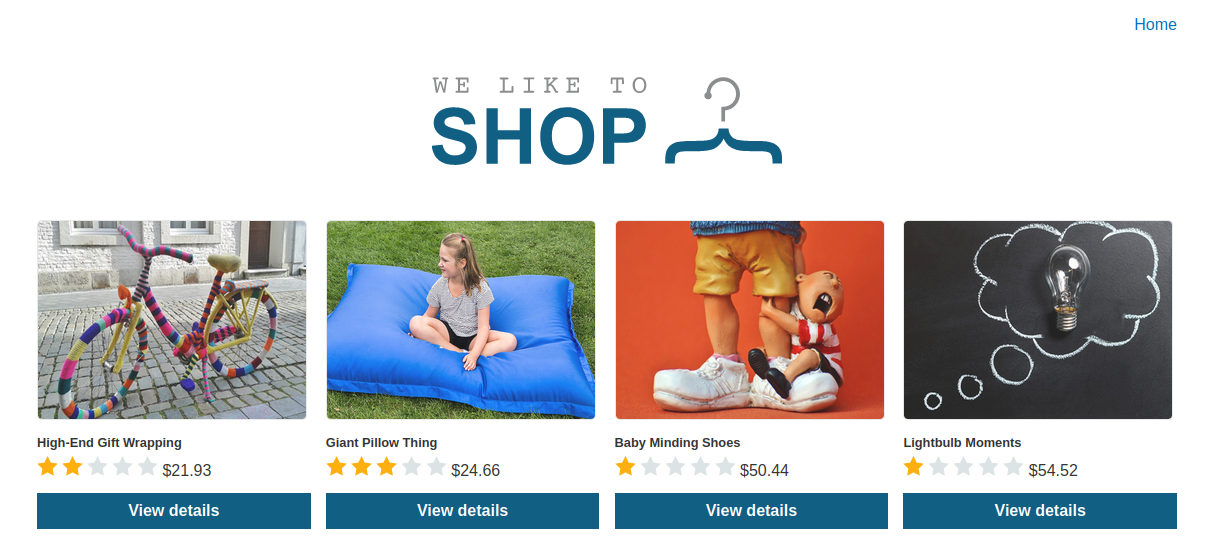 Home
WE LIKE TO
SHOP
High-End Gift Wrapping
$21.93
View details
Giant Pillow Thing
$24.66
View details
Baby Minding Shoes
$50.44
View details
Lightbulb Moments
$54.52
View details